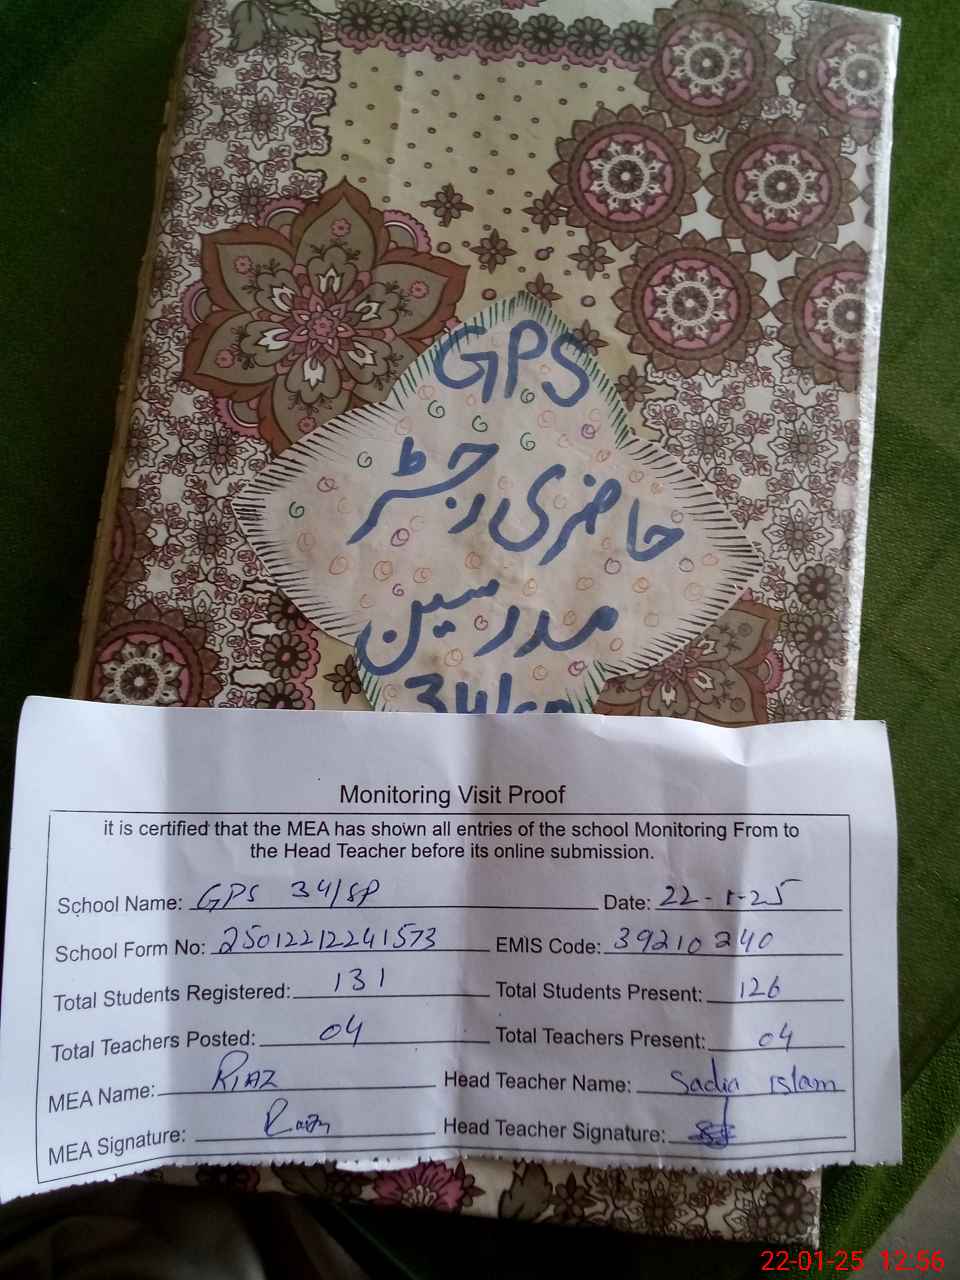 GPS
حاضری رجسٹر
مدرسین
34/SP
Monitoring Visit Proof
it is certified that the MEA has shown all entries of the school Monitoring From to
the Head Teacher before its online submission.
School Name: GPS 34/SP Date: 22-1-25
School Form No: 25012212241573 EMIS Code: 39210240
Total Students Registered: 131 Total Students Present: 126
Total Teachers Posted: 04 Total Teachers Present: 04
MEA Name: Riaz Head Teacher Name: Sadia Islam
MEA Signature: Riaz Head Teacher Signature:
22-01-25 12:56